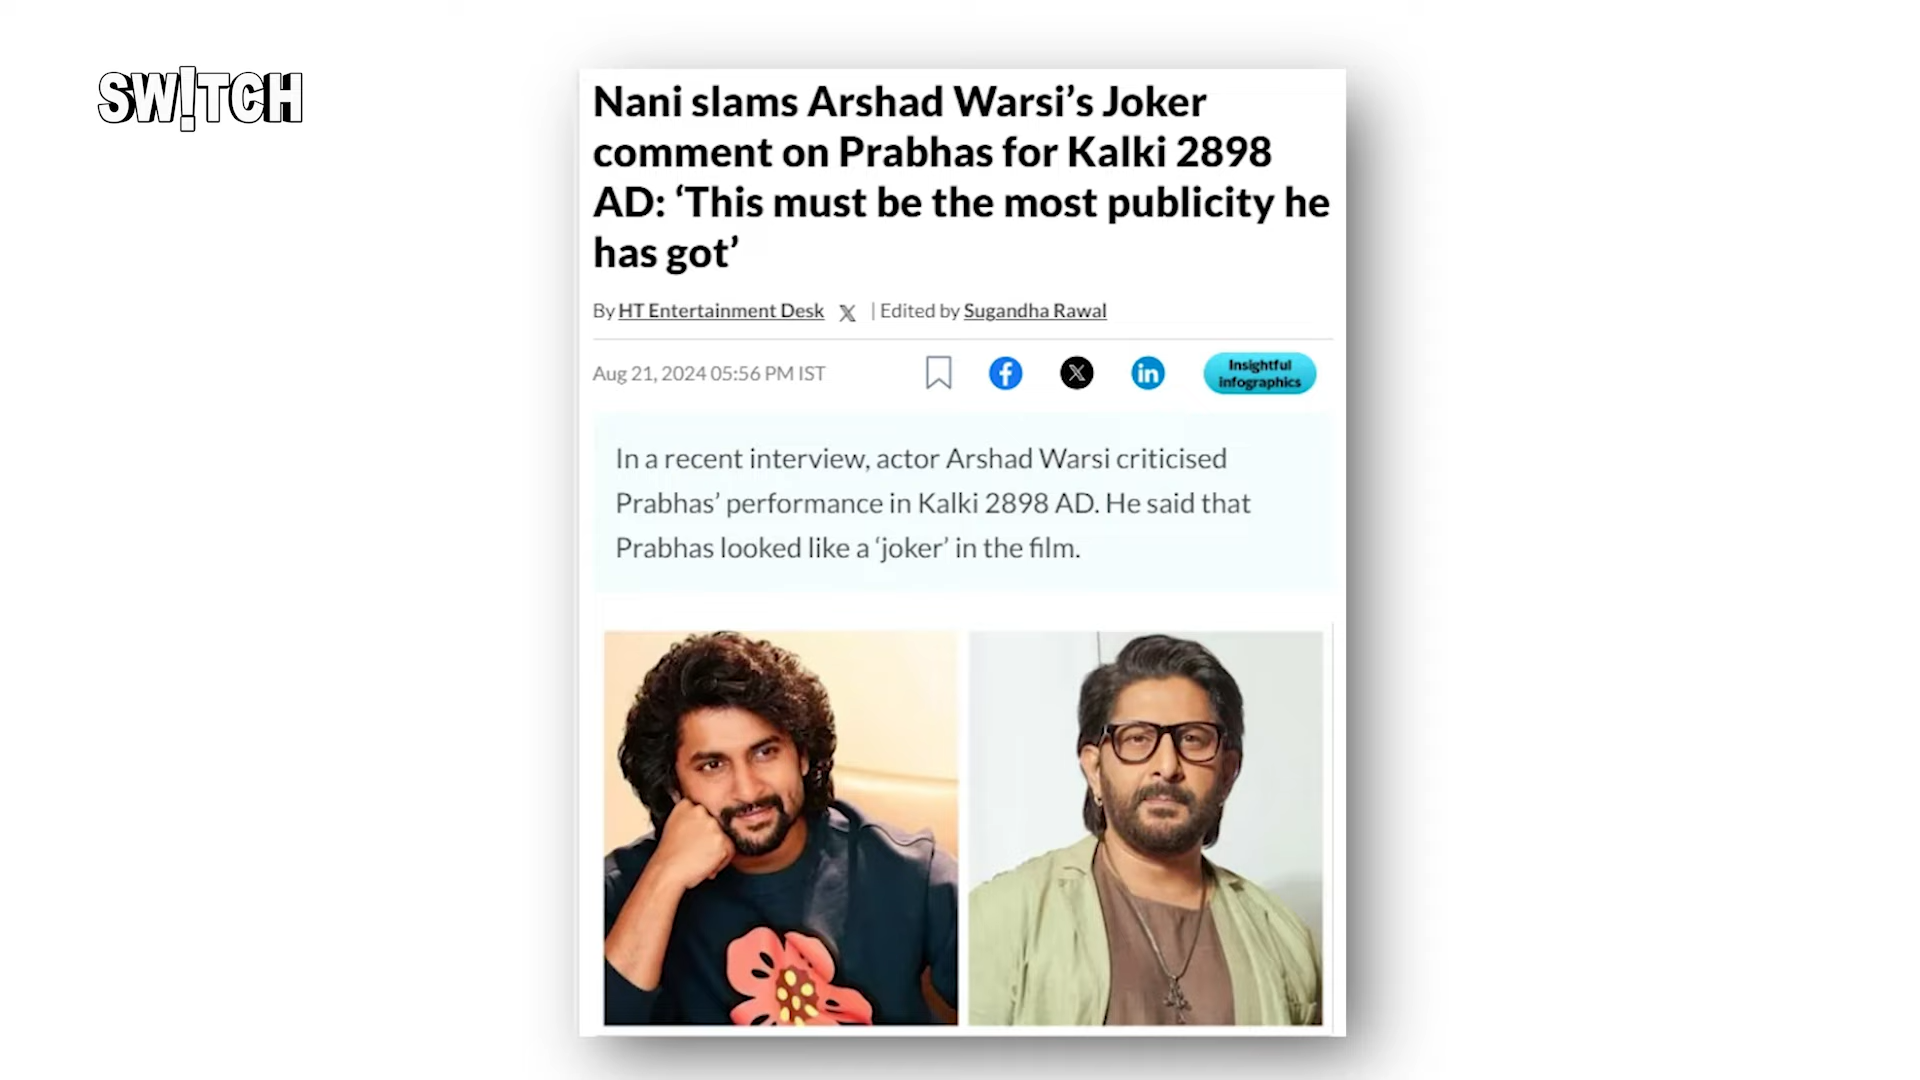 SW!TCH
Nani slams Arshad Warsi’s Joker
comment on Prabhas for Kalki 2898
AD: ‘This must be the most publicity he
has got’
By HT Entertainment Desk X | Edited by Sugandha Rawal
Aug 21, 2024 05:56 PM IST
f X in
Insightful
infographics
In a recent interview, actor Arshad Warsi criticised
Prabhas’ performance in Kalki 2898 AD. He said that
Prabhas looked like a ‘joker’ in the film.